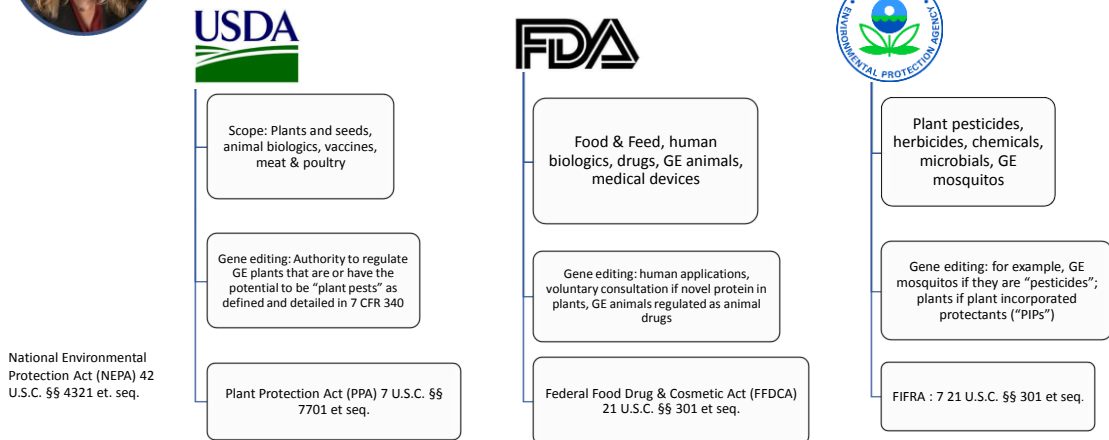 USDA
Scope: Plants and seeds,
animal biologics, vaccines,
meat & poultry
Gene editing: Authority to regulate
GE plants that are or have the
potential to be "plant pests" as
defined and detailed in 7 CFR 340
Plant Protection Act (PPA) 7 U.S.C. §§
7701 et seq.
FDA
Food & Feed, human
biologics, drugs, GE animals,
medical devices
Gene editing: human applications,
voluntary consultation if novel protein in
plants, GE animals regulated as animal
drugs
Federal Food Drug & Cosmetic Act (FFDCA)
21 U.S.C. §§ 301 et seq.
ENVIRONMENTAL PROTECTION AGENCY
Plant pesticides,
herbicides, chemicals,
microbials, GE
mosquitos
Gene editing: for example, GE
mosquitos if they are "pesticides";
plants if plant incorporated
protectants ("PIPs")
FIFRA : 7 21 U.S.C. §§ 301 et seq.
National Environmental
Protection Act (NEPA) 42
U.S.C. §§ 4321 et. seq.